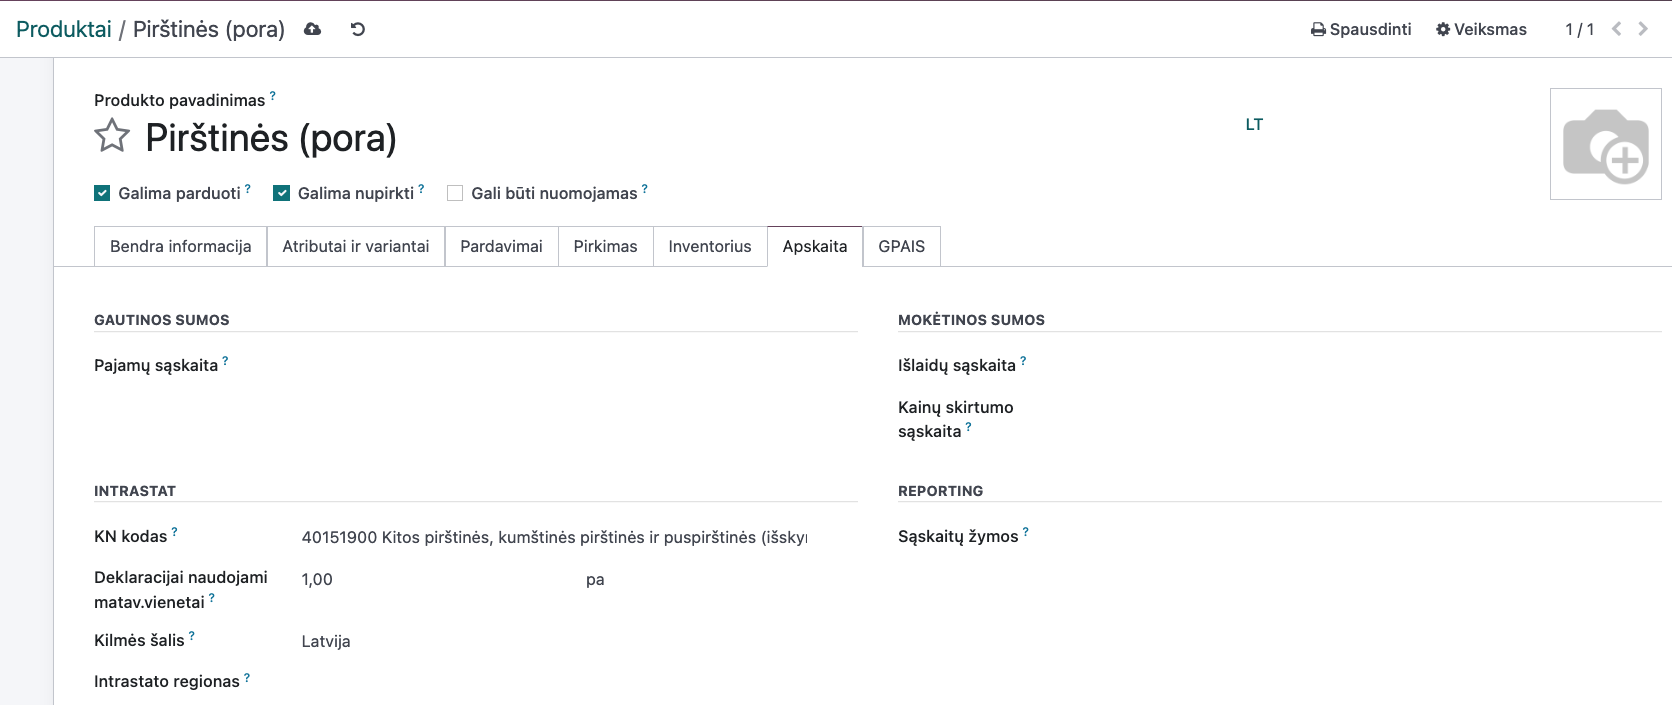 Produktai / Pirštinės (pora)
Spausdinti
Veiksmas
1 / 1
Produkto pavadinimas ?
Pirštinės (pora)
LT
Galima parduoti ?
Galima nupirkti ?
Gali būti nuomojamas ?
Bendra informacija
Atributai ir variantai
Pardavimai
Pirkimas
Inventorius
Apskaita
GPAIS
GAUTINOS SUMOS
Pajamų sąskaita ?
MOKĖTINOS SUMOS
Išlaidų sąskaita ?
Kainų skirtumo
sąskaita ?
INTRASTAT
KN kodas ?
40151900 Kitos pirštinės, kumštinės pirštinės ir puspirštinės
Deklaracijai naudojami
matav.vienetai ?
1,00
pa
Kilmės šalis ?
Latvija
Intrastato regionas ?
REPORTING
Sąskaitų žymos ?